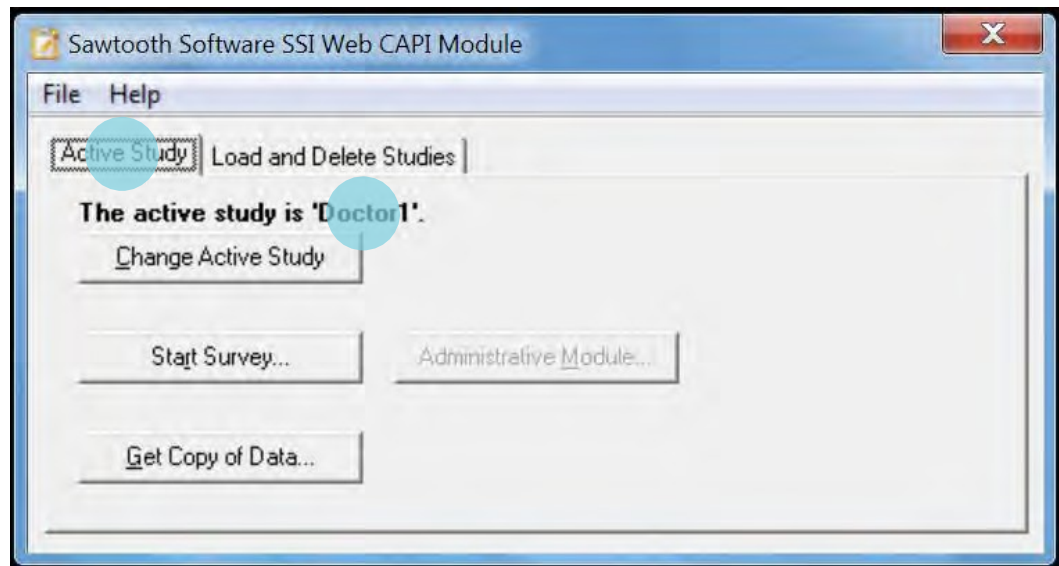 Sawtooth Software SSI Web CAPI Module
File Help
Active Study Load and Delete Studies
The active study is 'Doctor1'.
Change Active Study
Start Survey... Administrative Module...
Get Copy of Data...